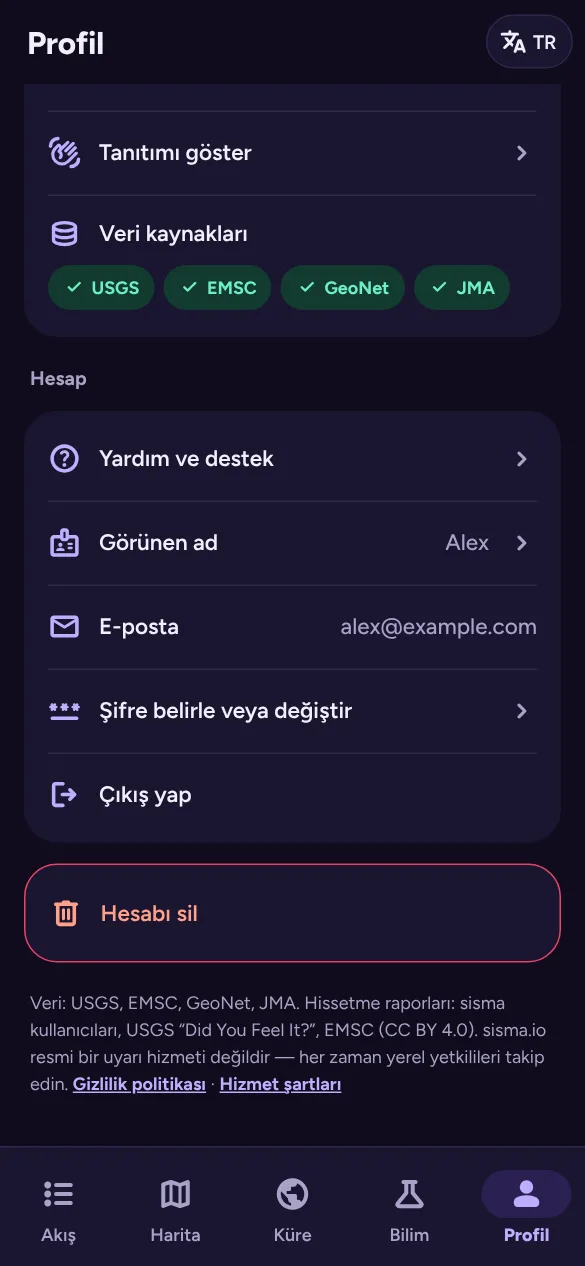 Profil
TR
Tanıtımı göster
Veri kaynakları
USGS
EMSC
GeoNet
JMA
Hesap
Yardım ve destek
Görünen ad
Alex
E-posta
alex@example.com
Şifre belirle veya değiştir
Çıkış yap
Hesabı sil
Veri: USGS, EMSC, GeoNet, JMA. Hissetme raporları: sisma
kullanıcıları, USGS “Did You Feel It?”, EMSC (CC BY 4.0). sisma.io
resmi bir uyarı hizmeti değildir — her zaman yerel yetkilileri takip
edin. Gizlilik politikası · Hizmet şartları
Akış
Harita
Küre
Bilim
Profil